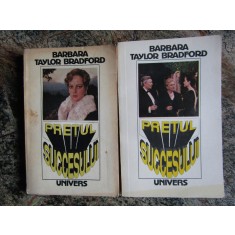 BARBARA
TAYLOR BRADFORD
PREȚUL
SUCCESULUI
UNIVERS
BARBARA
TAYLOR BRADFORD
PREȚUL
SUCCESULUI
UNIVERS